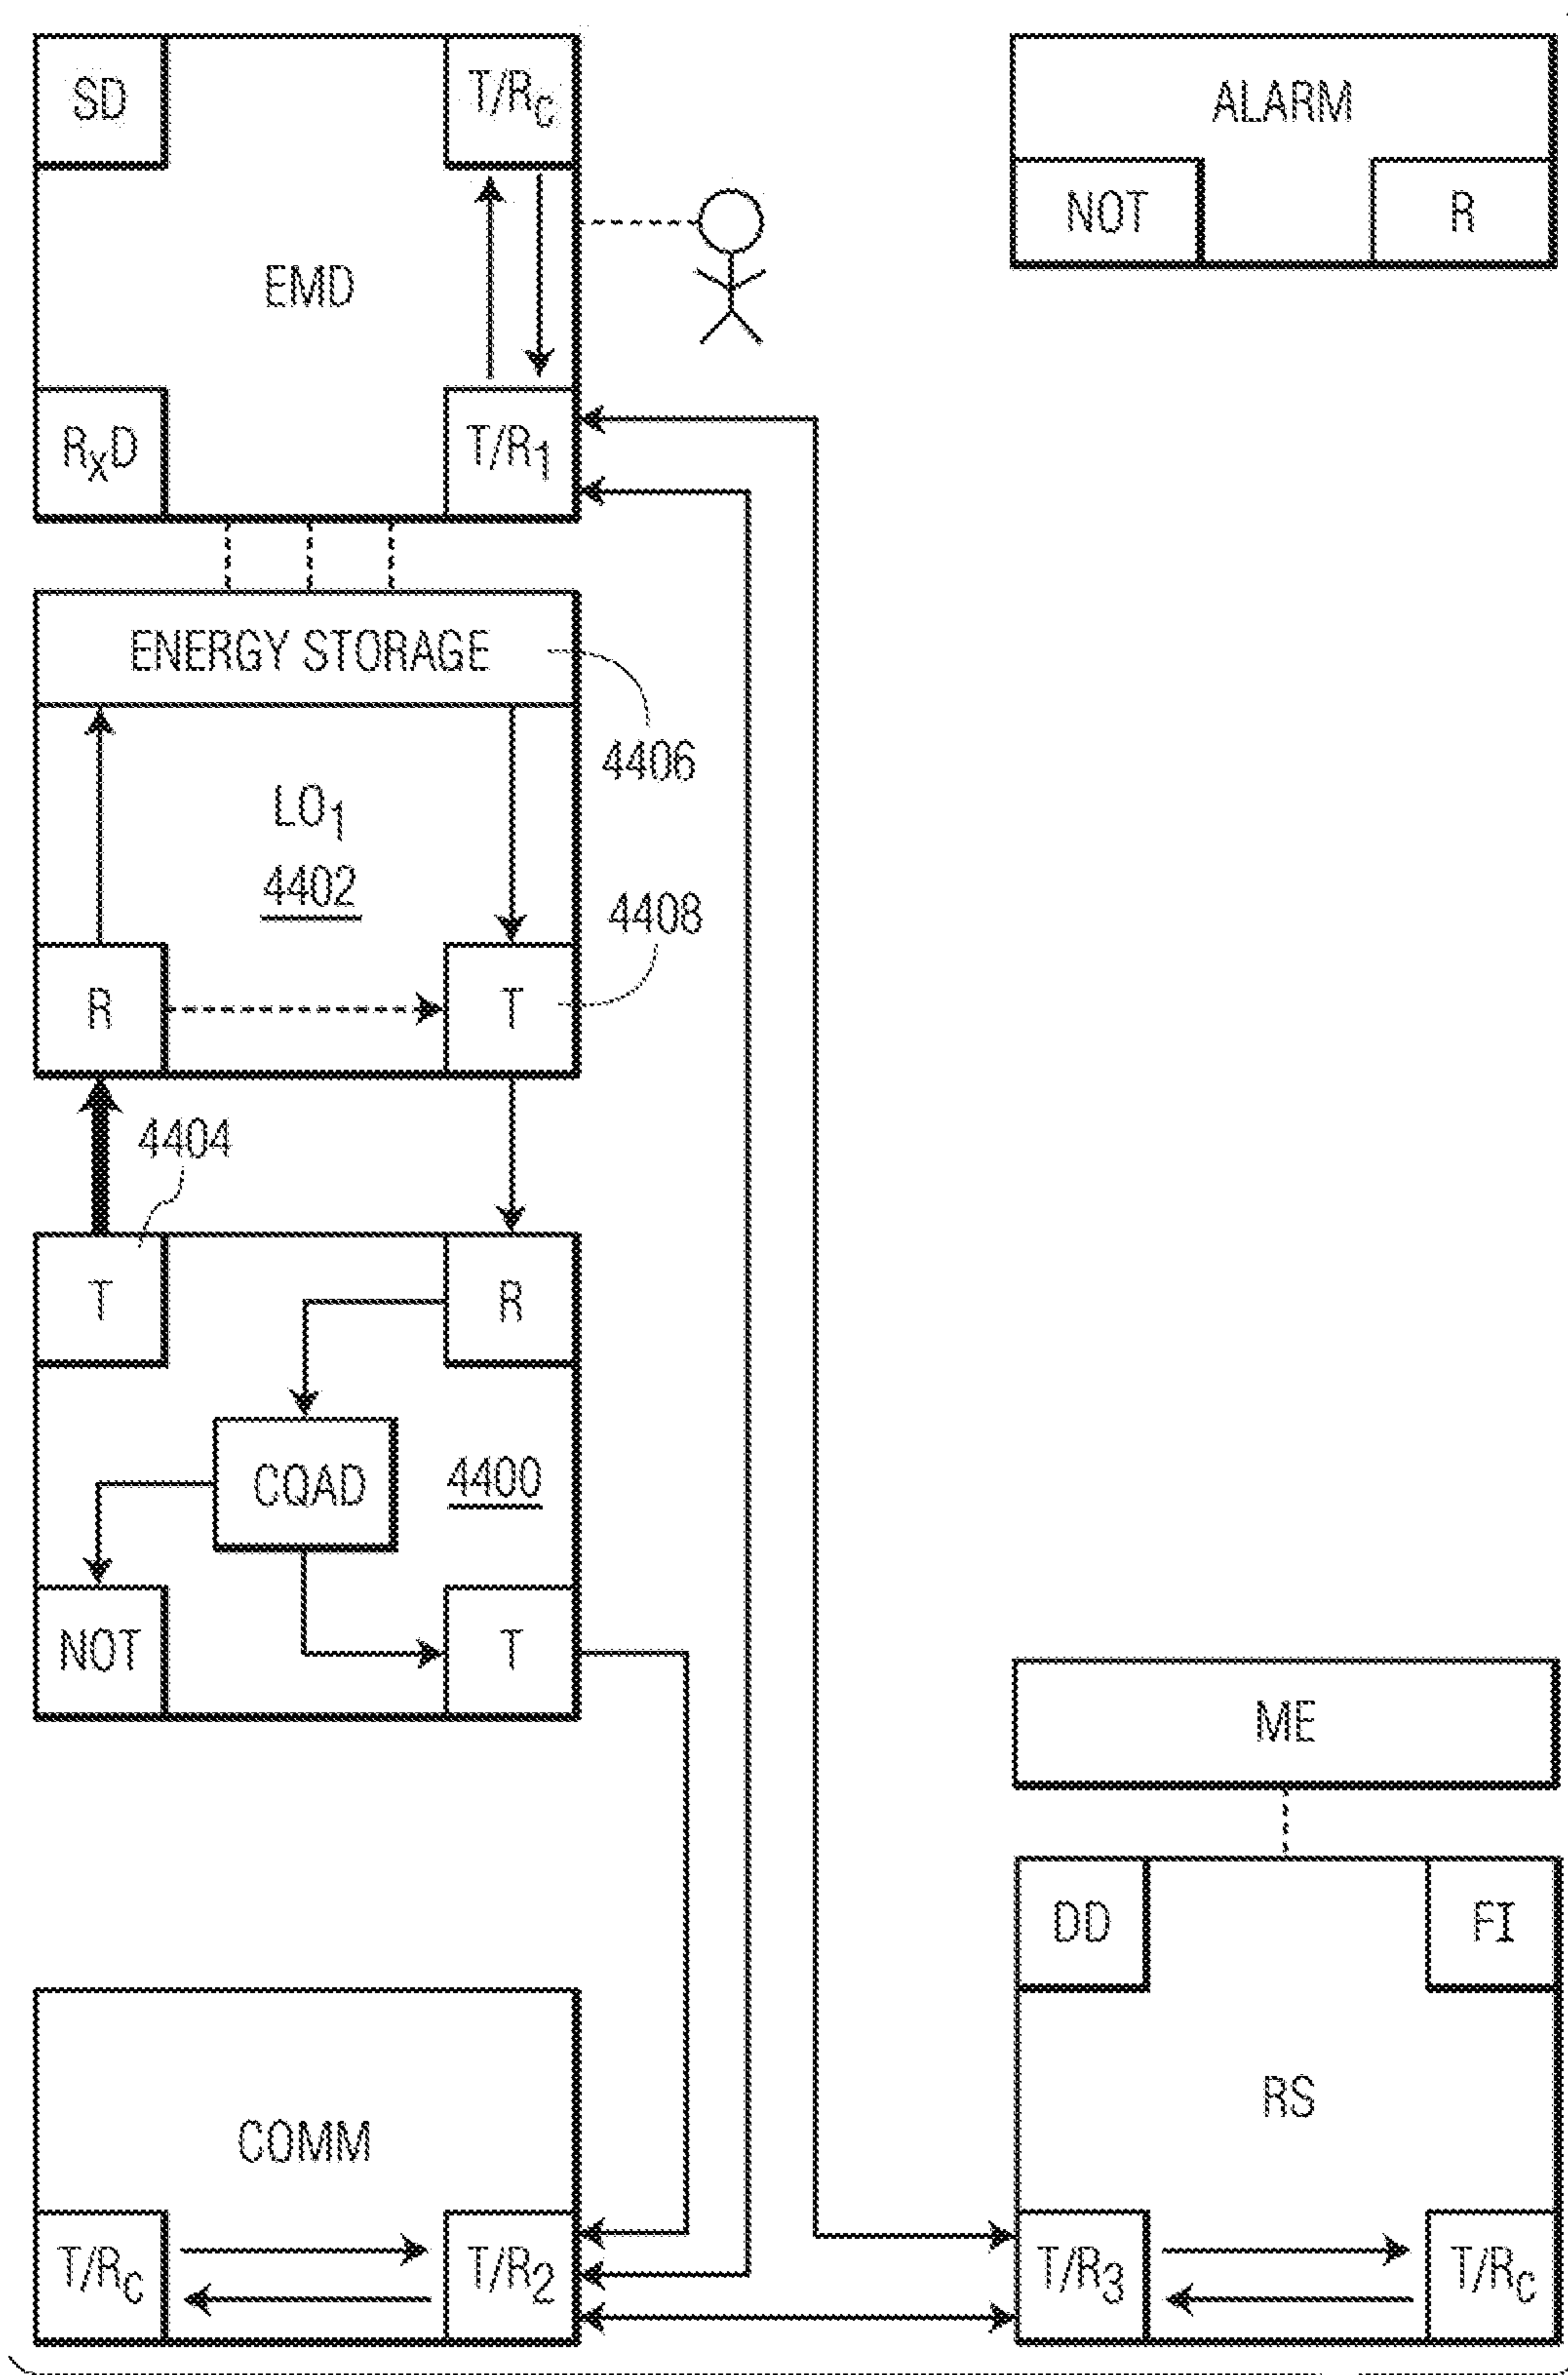 SD
T/RC
ALARM
NOT
R
EMD
RxD
T/R1
ENERGY STORAGE
4406
LO1
4402
4408
R
T
4404
T
R
CQAD
4400
NOT
T
ME
DD
FI
RS
COMM
T/RC
T/R2
T/R3
T/RC